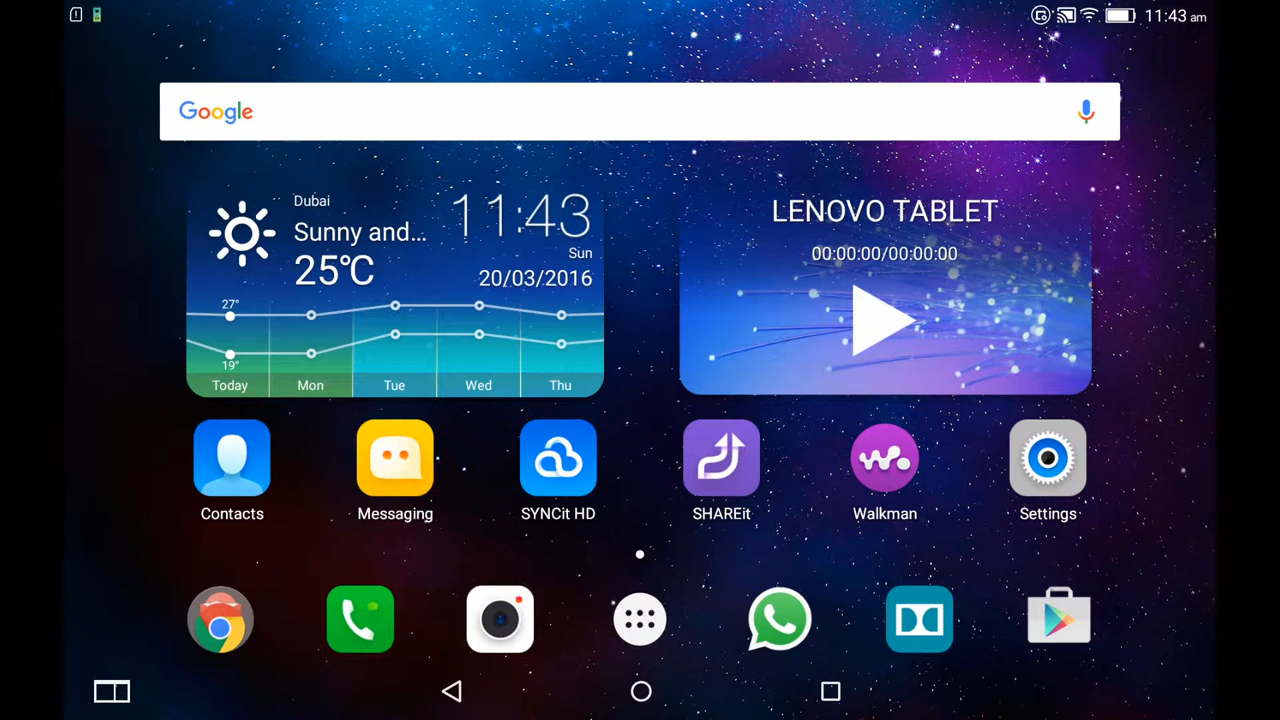 11:43 am
Google
Dubai
Sunny and...
25℃
11:43
Sun
20/03/2016
27°
19°
Today Mon Tue Wed Thu
LENOVO TABLET
00:00:00/00:00:00
Contacts Messaging SYNCit HD SHAREit Walkman Settings